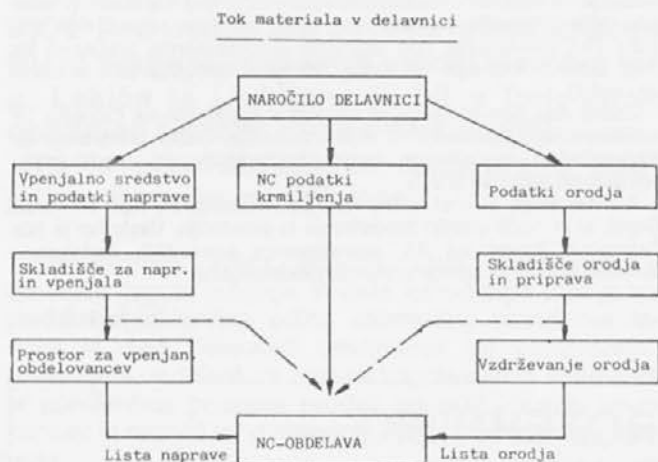 Tok materiala v delavnici
NAROČILO DELAVNICI
Vpenjalno sredstvo
in podatki naprave
NC podatki
krmiljenja
Podatki orodja
Skladišče za napr.
in vpenjala
Skladišče orodja
in priprava
Prostor za vpenjan.
obdelovancev
Vzdrževanje orodja
NC-OBDELAVA
Lista naprave
Lista orodja